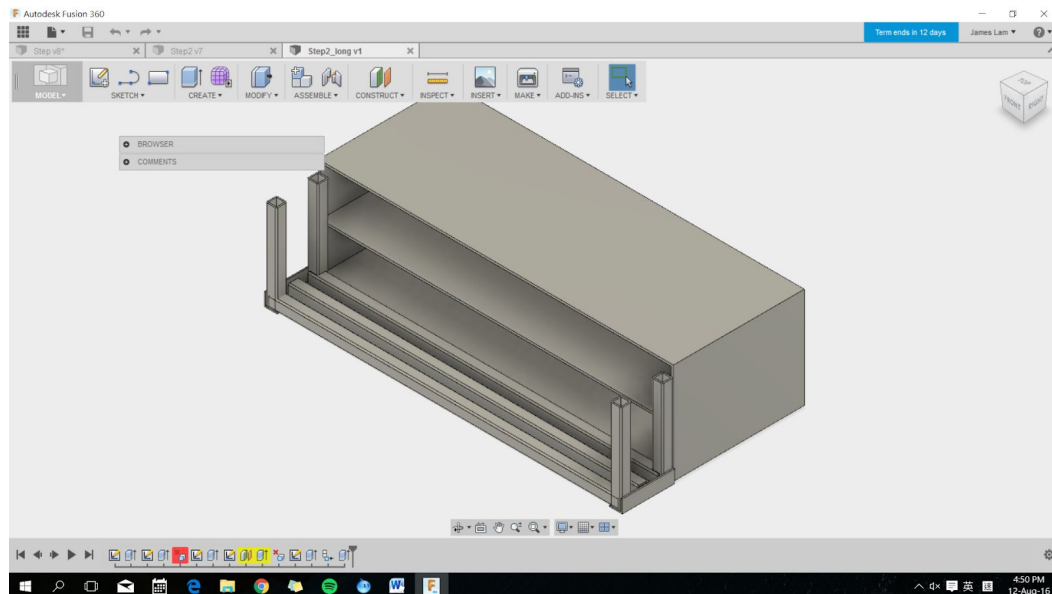 Autodesk Fusion 360
Term ends in 12 days James Lam
Step v8* Step2 v7 Step2_long v1
MODEL SKETCH CREATE MODIFY ASSEMBLE CONSTRUCT INSPECT INSERT MAKE ADD-INS SELECT
TOP
FRONT RIGHT
BROWSER
COMMENTS
4:50 PM
英
12-Aug-16